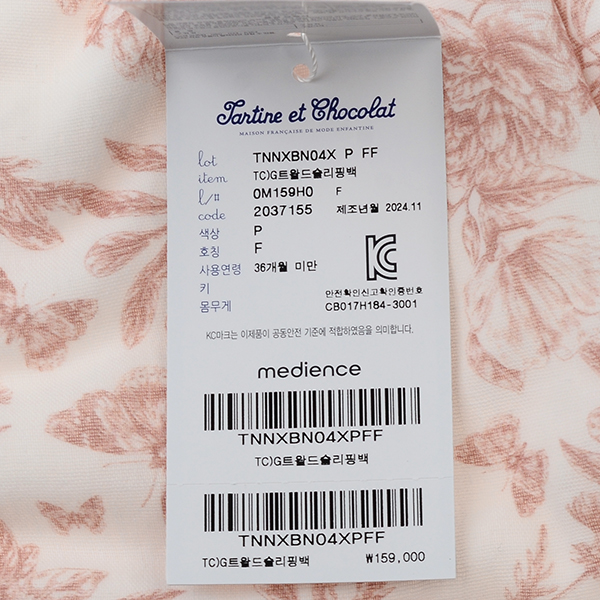 Tartine et Chocolat
MAISON FRANÇAISE DE MODE ENFANTINE
lot TNNXBN04X P FF
item TC)G트왈드슬리핑백
l/# 0M159H0 F
code 2037155 제조년월 2024.11
색상 P
호칭 F
사용연령 36개월 미만
키
몸무게
안전확인신고확인증번호
CB017H184-3001
KC마크는 이제품이 공동안전 기준에 적합하였음을 의미합니다.
medience
TNNXBN04XPFF
TC)G트왈드슬리핑백
TNNXBN04XPFF
TC)G트왈드슬리핑백 ₩159,000